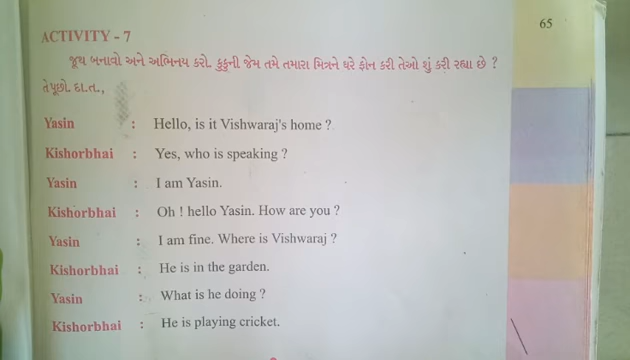 65
ACTIVITY - 7
જૂથ બનાવો અને અભિનય કરો. કુકુની જેમ તમે તમારા મિત્રને ઘરે ફોન કરી તેઓ શું કરી રહ્યા છે ?
તે પૂછો. દા.ત.,
Yasin : Hello, is it Vishwaraj's home ?
Kishorbhai : Yes, who is speaking ?
Yasin : I am Yasin.
Kishorbhai : Oh ! hello Yasin. How are you ?
Yasin : I am fine. Where is Vishwaraj ?
Kishorbhai : He is in the garden.
Yasin : What is he doing ?
Kishorbhai : He is playing cricket.